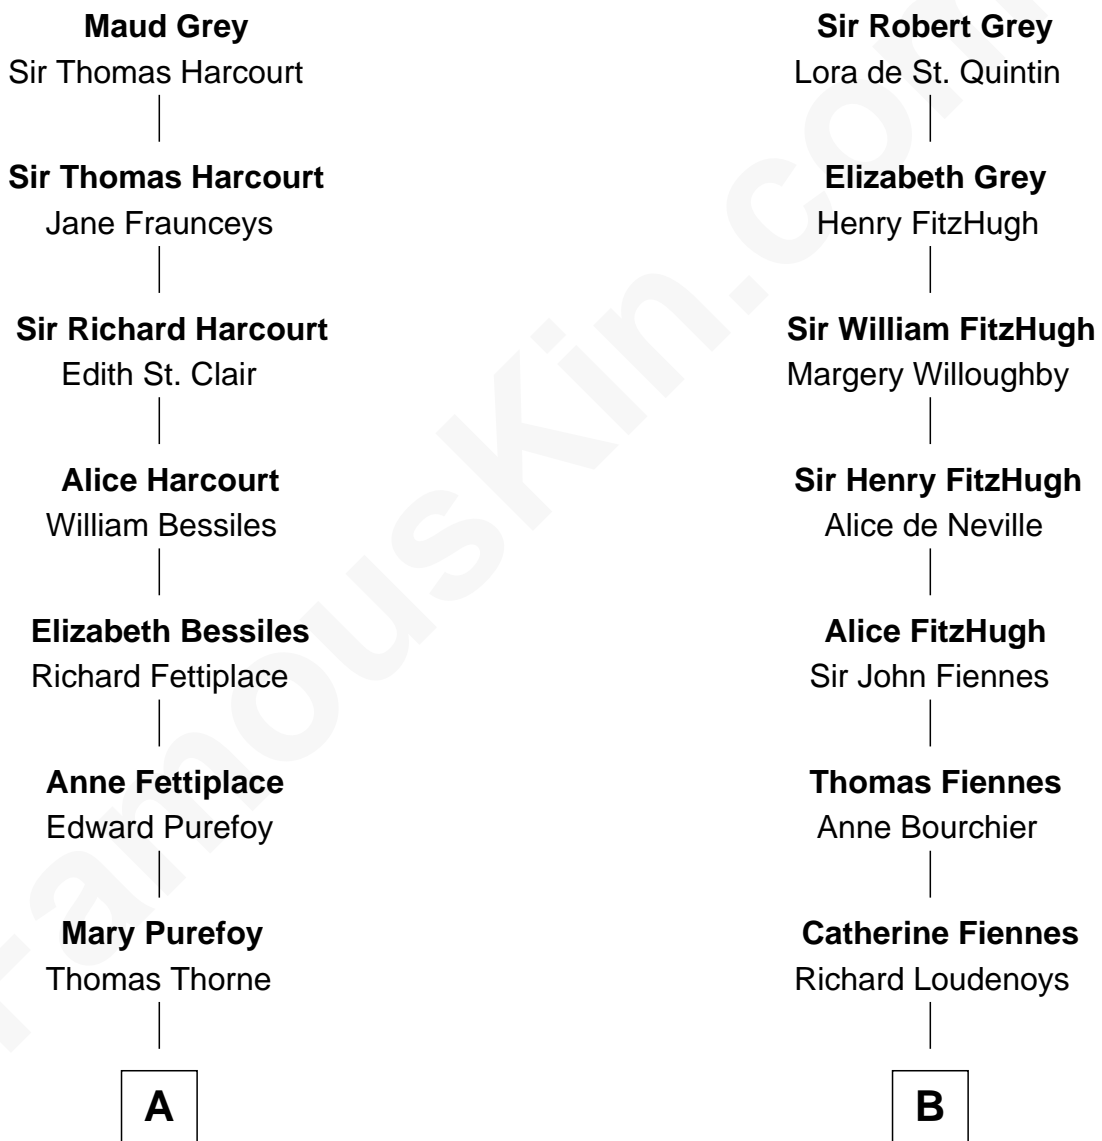 Maud Grey
Sir Thomas Harcourt
Sir Thomas Harcourt
Jane Fraunceys
Sir Richard Harcourt
Edith St. Clair
Alice Harcourt
William Bessiles
Elizabeth Bessiles
Richard Fettiplace
Anne Fettiplace
Edward Purefoy
Mary Purefoy
Thomas Thorne
A
Sir Robert Grey
Lora de St. Quintin
Elizabeth Grey
Henry FitzHugh
Sir William FitzHugh
Margery Willoughby
Sir Henry FitzHugh
Alice de Neville
Alice FitzHugh
Sir John Fiennes
Thomas Fiennes
Anne Bourchier
Catherine Fiennes
Richard Loudenoys
B
FamousKin.com